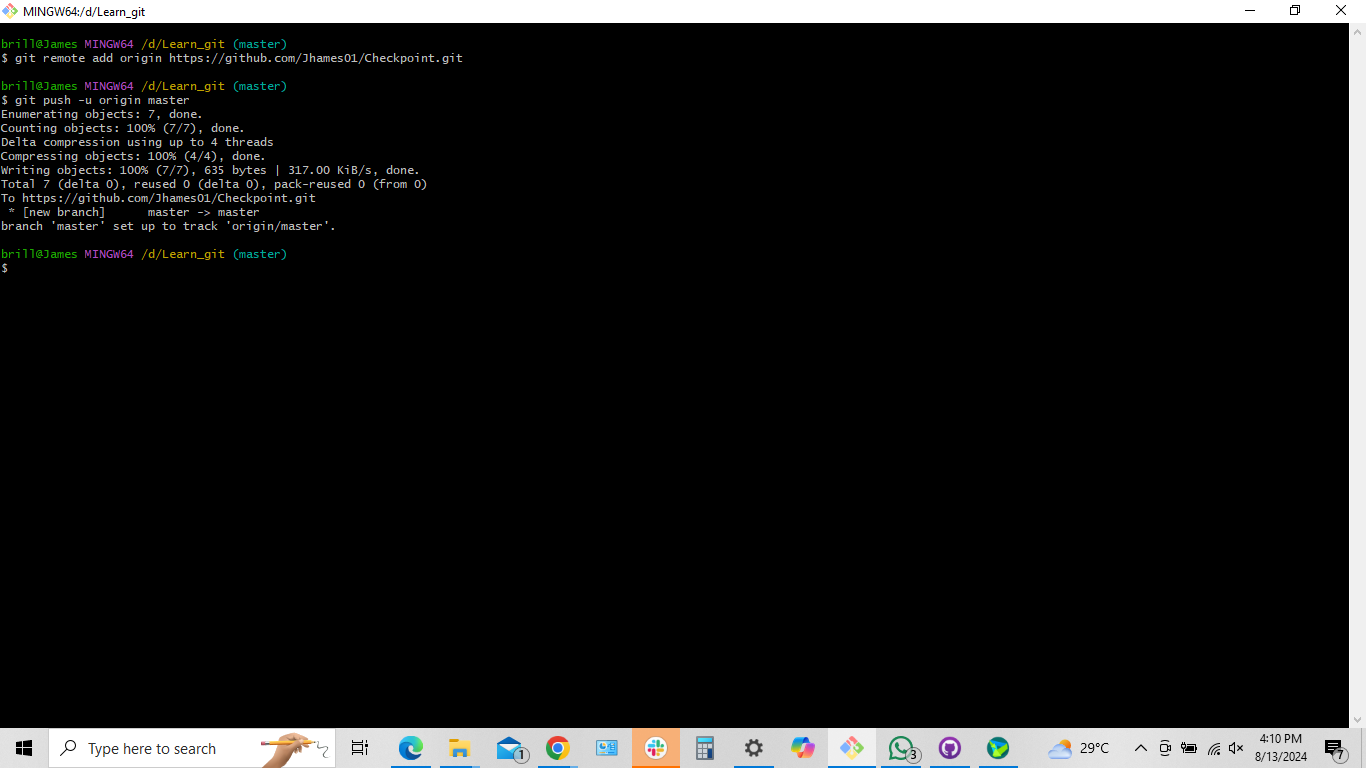 MINGW64:/d/Learn_git
brill@James MINGW64 /d/Learn_git (master)
$ git remote add origin https://github.com/Jhames01/Checkpoint.git
brill@James MINGW64 /d/Learn_git (master)
$ git push -u origin master
Enumerating objects: 7, done.
Counting objects: 100% (7/7), done.
Delta compression using up to 4 threads
Compressing objects: 100% (4/4), done.
Writing objects: 100% (7/7), 635 bytes | 317.00 KiB/s, done.
Total 7 (delta 0), reused 0 (delta 0), pack-reused 0 (from 0)
To https://github.com/Jhames01/Checkpoint.git
 * [new branch]      master -> master
branch 'master' set up to track 'origin/master'.
brill@James MINGW64 /d/Learn_git (master)
$
Type here to search
1
3
29°C
4:10 PM
8/13/2024
7